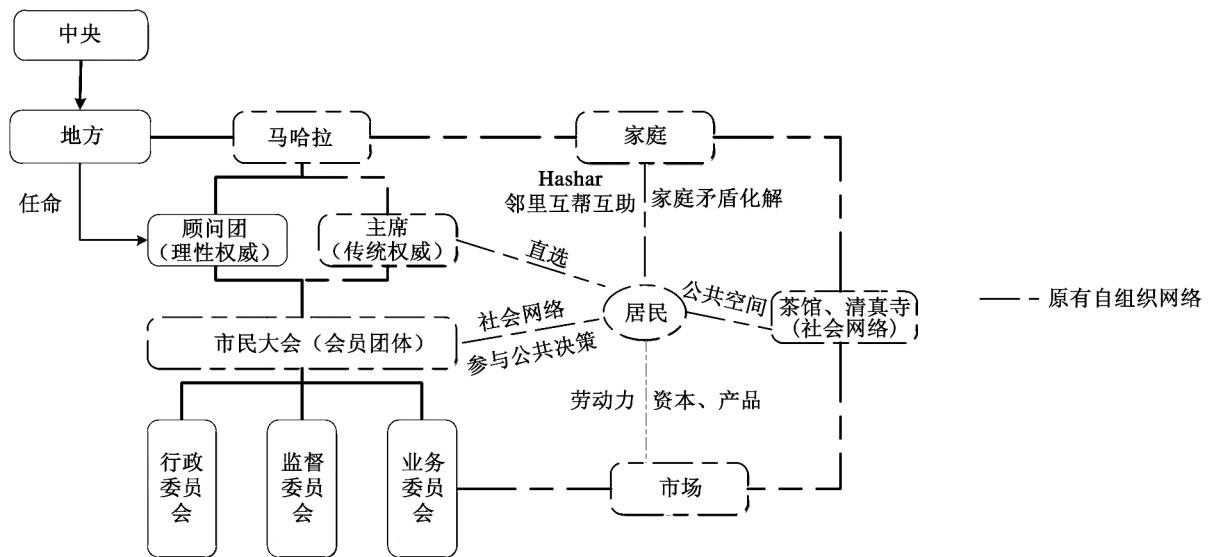 中央
地方
马哈拉
家庭
任命
Hashar
邻里互帮互助
家庭矛盾化解
顾问团
（理性权威）
主席
（传统权威）
直选
公共空间
茶馆、清真寺
(社会网络)
原有自组织网络
居民
社会网络
参与公共决策
市民大会（会员团体）
劳动力
资本、产品
行政
委员
会
监督
委员
会
业务
委员
会
市场